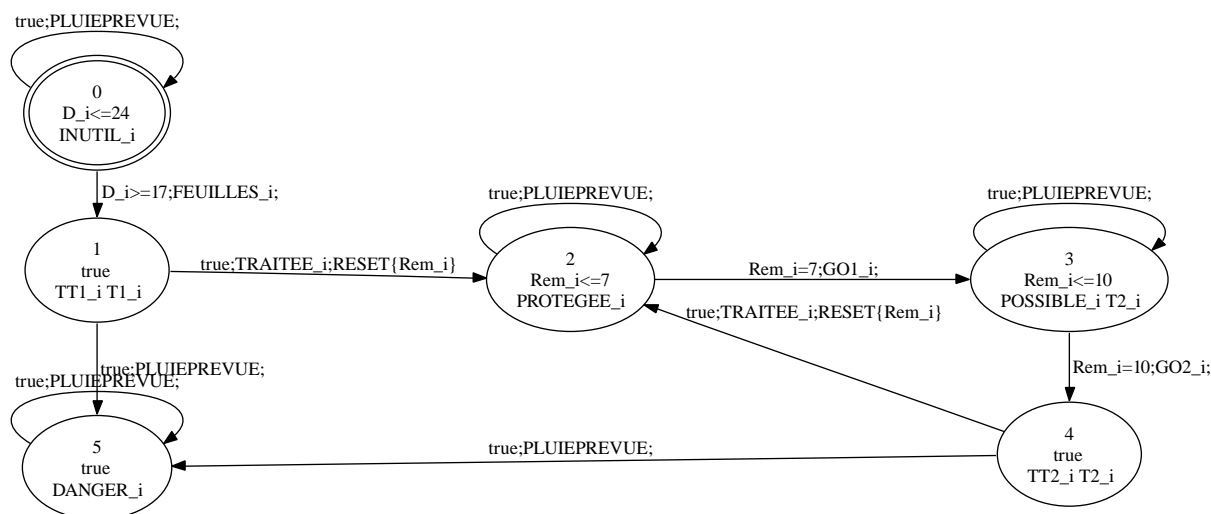 true;PLUIEPREVUE;
0
D_i<=24
INUTIL_i
D_i>=17;FEUILLES_i;
true;PLUIEPREVUE;
true;PLUIEPREVUE;
1
true
TT1_i T1_i
true;TRAITEE_i;RESET{Rem_i}
2
Rem_i<=7
PROTEGEE_i
Rem_i=7;GO1_i;
3
Rem_i<=10
POSSIBLE_i T2_i
true;TRAITEE_i;RESET{Rem_i}
true;PLUIEPREVUE;
true;PLUIEPREVUE;
Rem_i=10;GO2_i;
5
true
DANGER_i
true;PLUIEPREVUE;
4
true
TT2_i T2_i